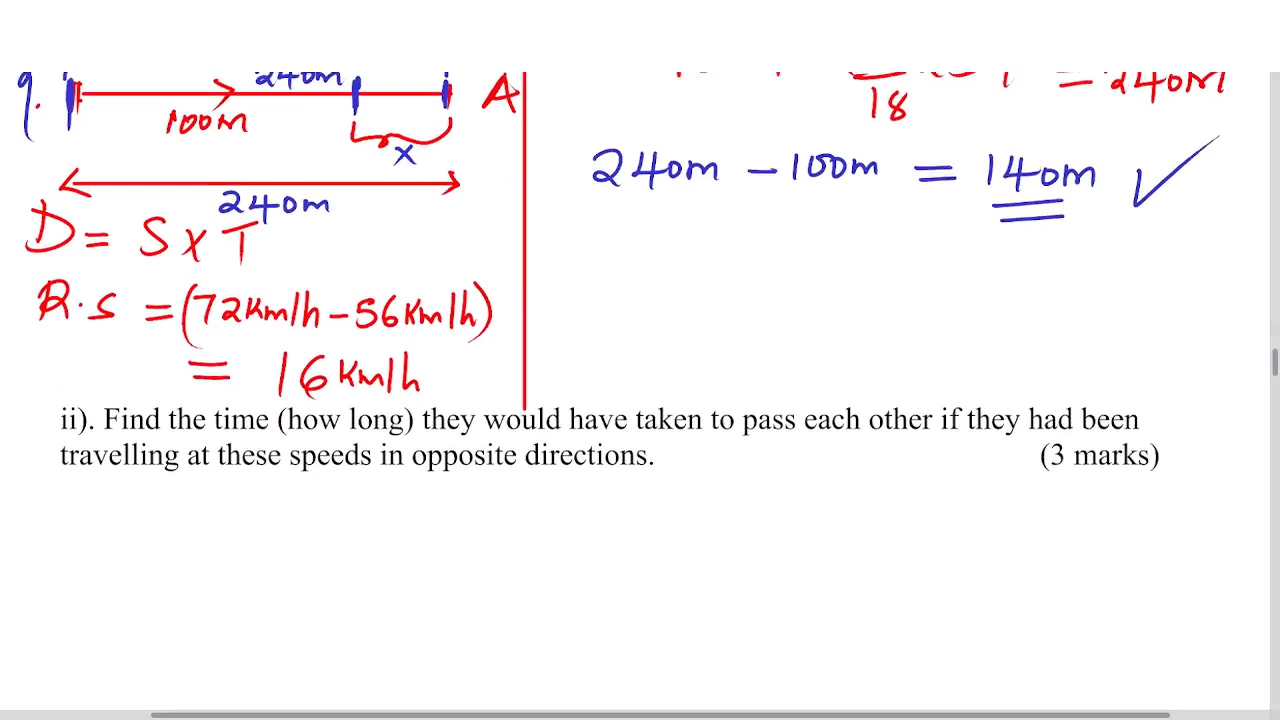 240m
9.
A
100m
x
240m
D = S x T
R.S = (72Km/h - 56Km/h)
= 16Km/h
18
= 240m
240m - 100m = 140m ✓
ii). Find the time (how long) they would have taken to pass each other if they had been
travelling at these speeds in opposite directions. (3 marks)